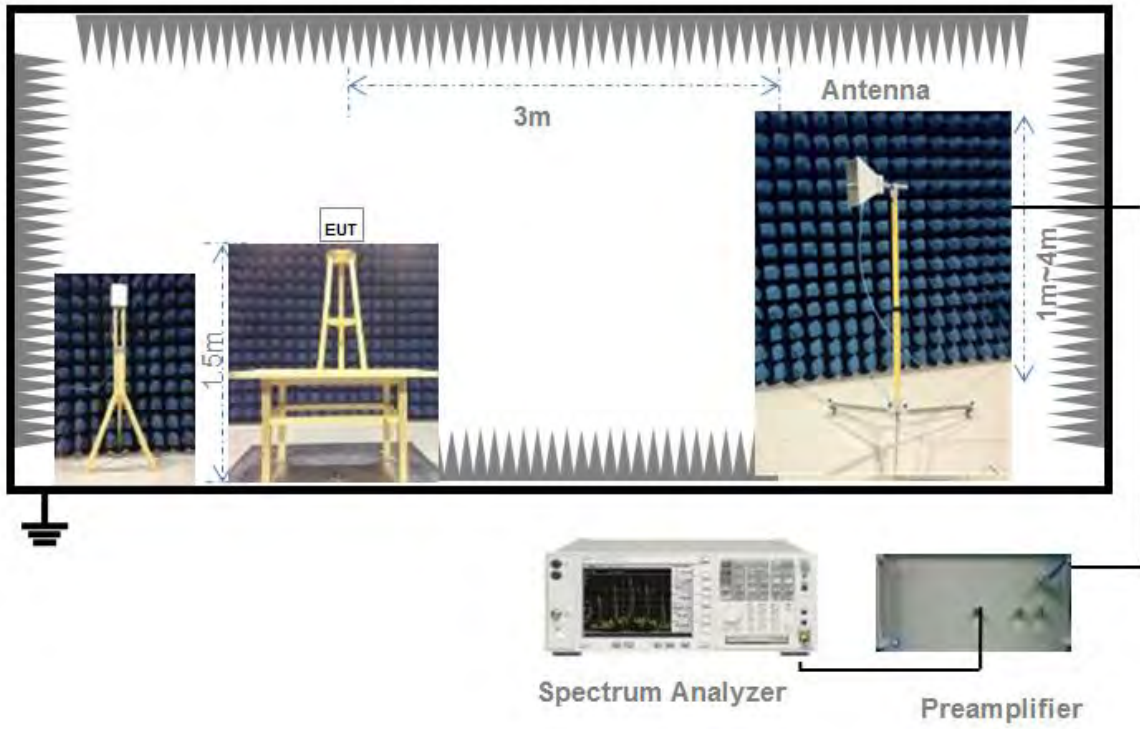 Antenna
3m
EUT
1.5m
1m~4m
Spectrum Analyzer
Preamplifier